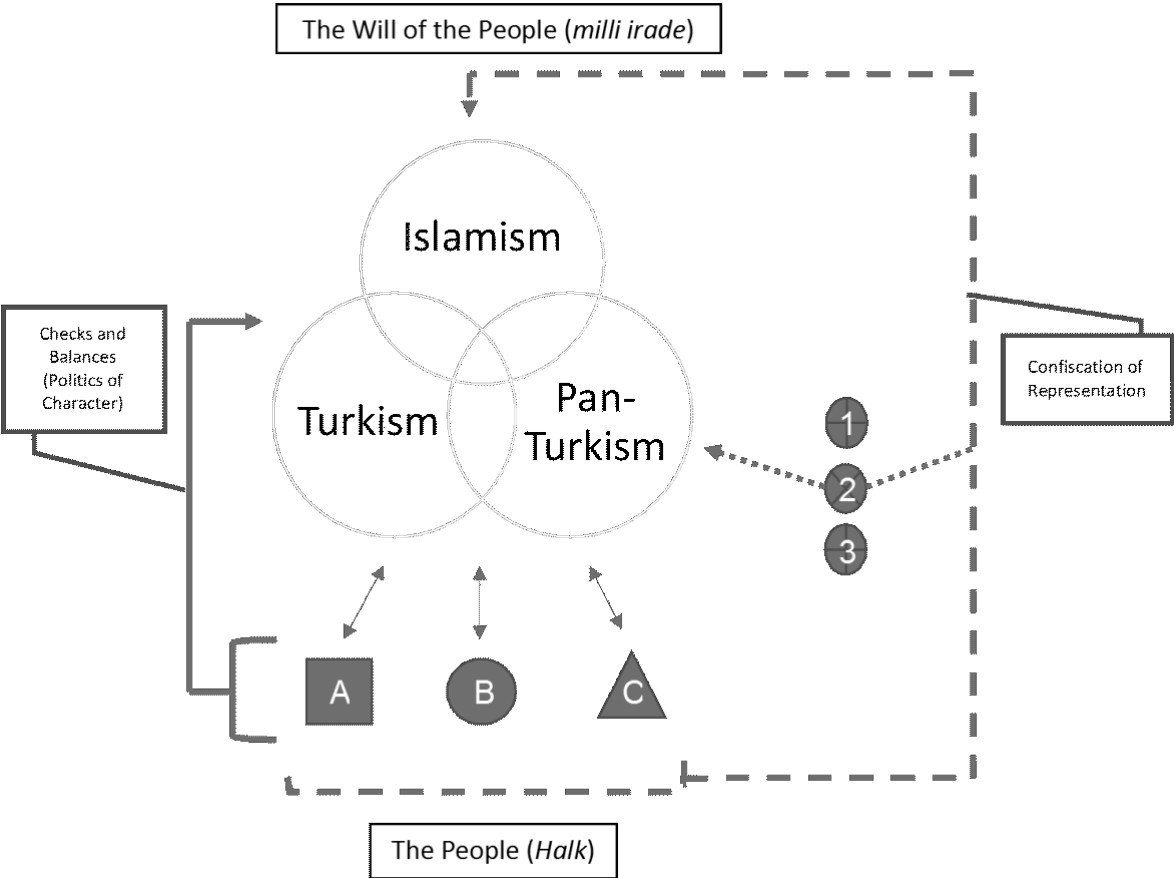 The Will of the People (milli irade)
Islamism
Checks and
Balances
(Politics of
Character)
Turkism
Pan-
Turkism
Confiscation of
Representation
1
2
3
A
B
C
The People (Halk)